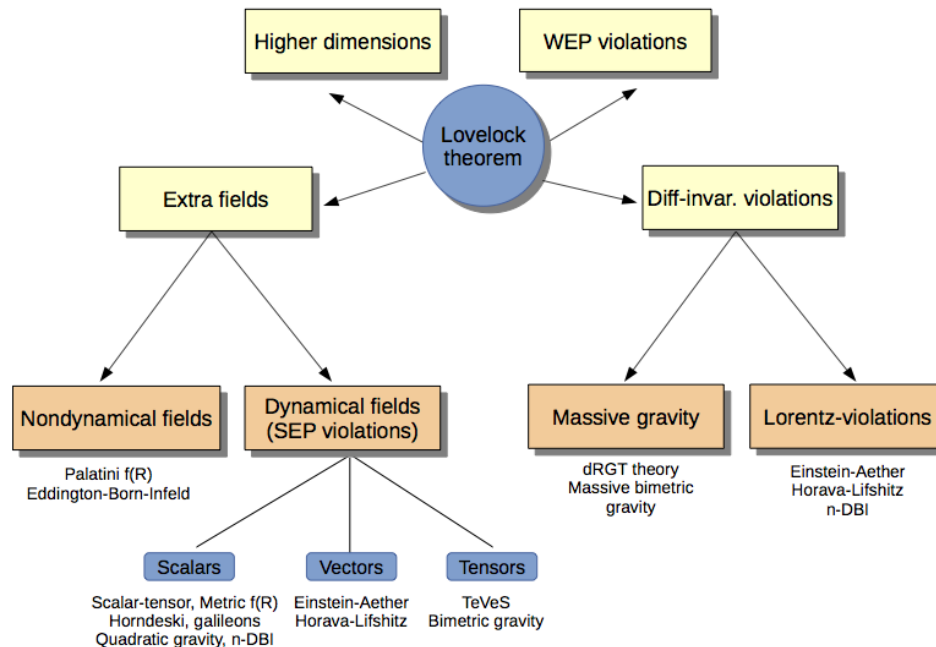 Higher dimensions
WEP violations
Lovelock
theorem
Extra fields
Diff-invar. violations
Nondynamical fields
Dynamical fields
(SEP violations)
Massive gravity
Lorentz-violations
Palatini f(R)
Eddington-Born-Infeld
dRGT theory
Massive bimetric
gravity
Einstein-Aether
Horava-Lifshitz
n-DBI
Scalars
Vectors
Tensors
Scalar-tensor, Metric f(R)
Horndeski, galileons
Quadratic gravity, n-DBI
Einstein-Aether
Horava-Lifshitz
TeVeS
Bimetric gravity